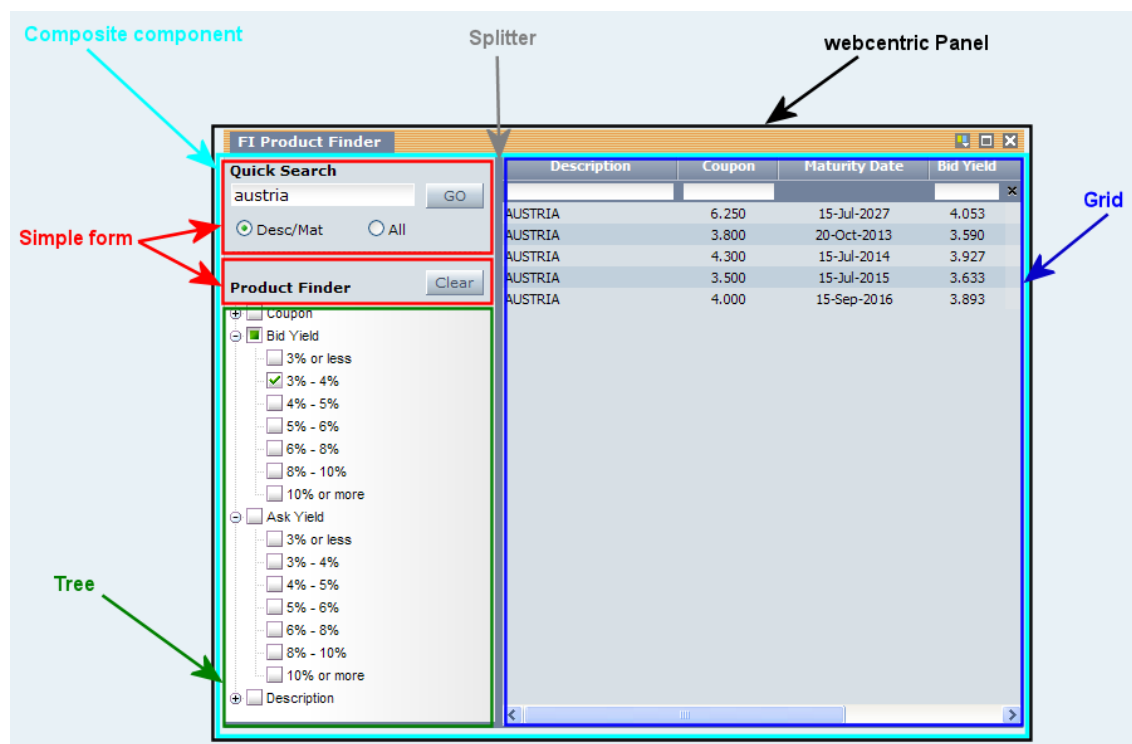 Composite component
Splitter
webcentric Panel
FI Product Finder
Quick Search
austria GO
Desc/Mat All
Simple form
Product Finder Clear
Coupon
Bid Yield
3% or less
3% - 4%
4% - 5%
5% - 6%
6% - 8%
8% - 10%
10% or more
Ask Yield
3% or less
3% - 4%
4% - 5%
5% - 6%
6% - 8%
8% - 10%
10% or more
Description
Tree
Description Coupon Maturity Date Bid Yield
AUSTRIA 6.250 15-Jul-2027 4.053
AUSTRIA 3.800 20-Oct-2013 3.590
AUSTRIA 4.300 15-Jul-2014 3.927
AUSTRIA 3.500 15-Jul-2015 3.633
AUSTRIA 4.000 15-Sep-2016 3.893
Grid